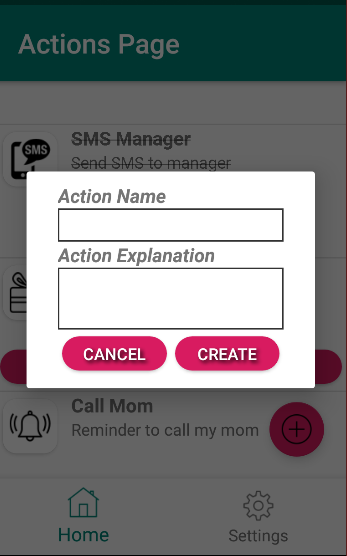 Actions Page
SMS
SMS Manager
Send SMS to manager
Action Name
Action Explanation
CANCEL
CREATE
Call Mom
Reminder to call my mom
Home
Settings